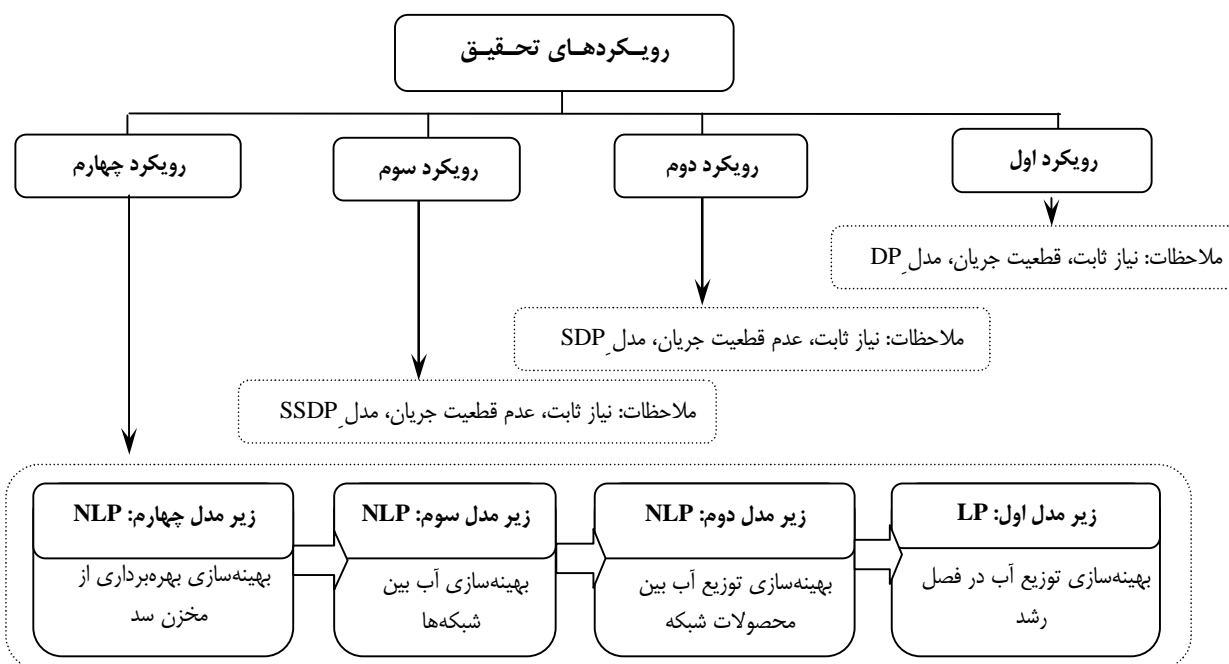 رویـکردهـای تحـقیـق
رویکرد اول
رویکرد دوم
رویکرد سوم
رویکرد چهارم
ملاحظات: نیاز ثابت، قطعیت جریان، مدلِ DP
ملاحظات: نیاز ثابت، عدم قطعیت جریان، مدلِ SDP
ملاحظات: نیاز ثابت، عدم قطعیت جریان، مدلِ SSDP
زیر مدل اول: LP
بهینه‌سازی توزیع آب در فصل
رشد
زیر مدل دوم: NLP
بهینه‌سازی توزیع آب بین
محصولات شبکه
زیر مدل سوم: NLP
بهینه‌سازی آب بین
شبکه‌ها
زیر مدل چهارم: NLP
بهینه‌سازی بهره‌برداری از
مخزن سد